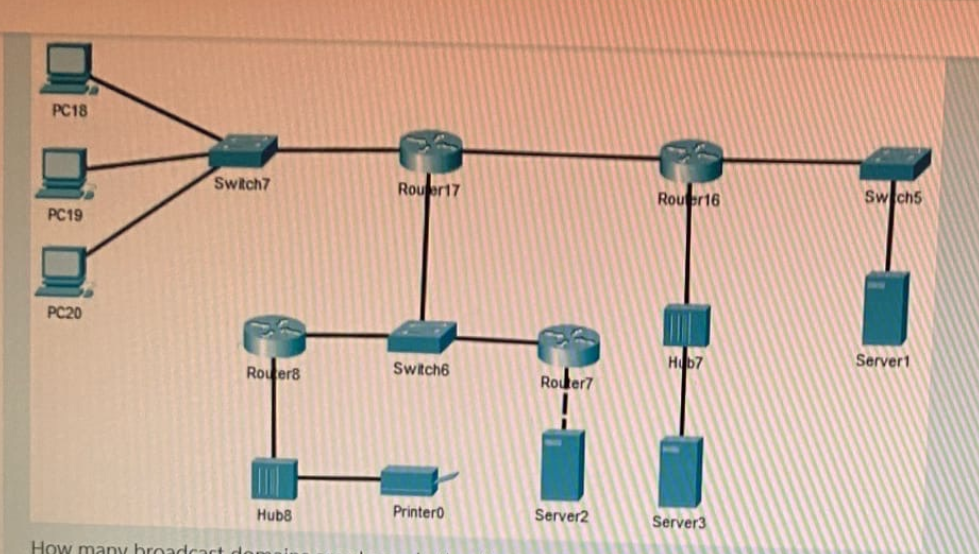 PC18
PC19
PC20
Switch7
Router17
Router16
Switch5
Router8
Switch6
Router7
Hub7
Server1
Hub8
Printer0
Server2
Server3
How many broadcast domains